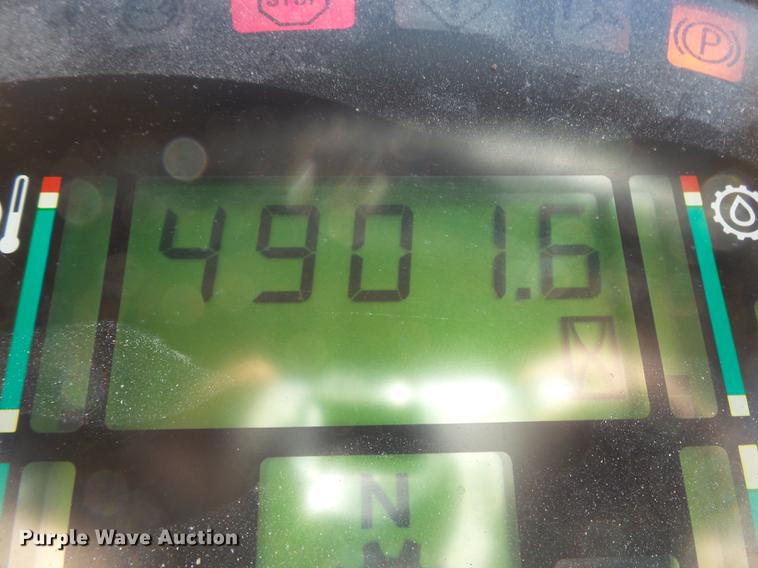 STOP
P
4901.6
N
M
Purple Wave Auction